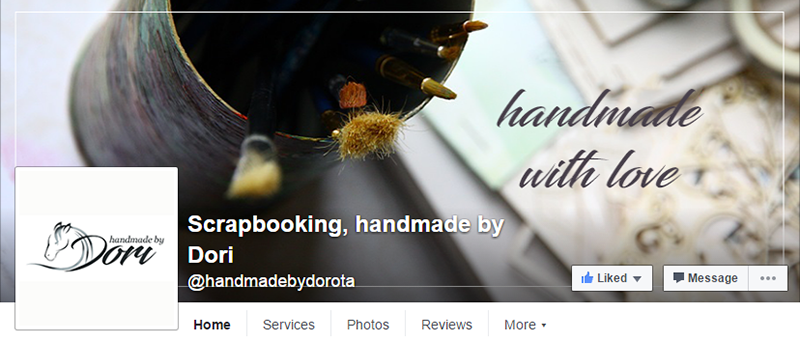 handmade
with love
handmade by
Dori
Scrapbooking, handmade by
Dori
@handmadebydorota
Liked
Message
Home
Services
Photos
Reviews
More